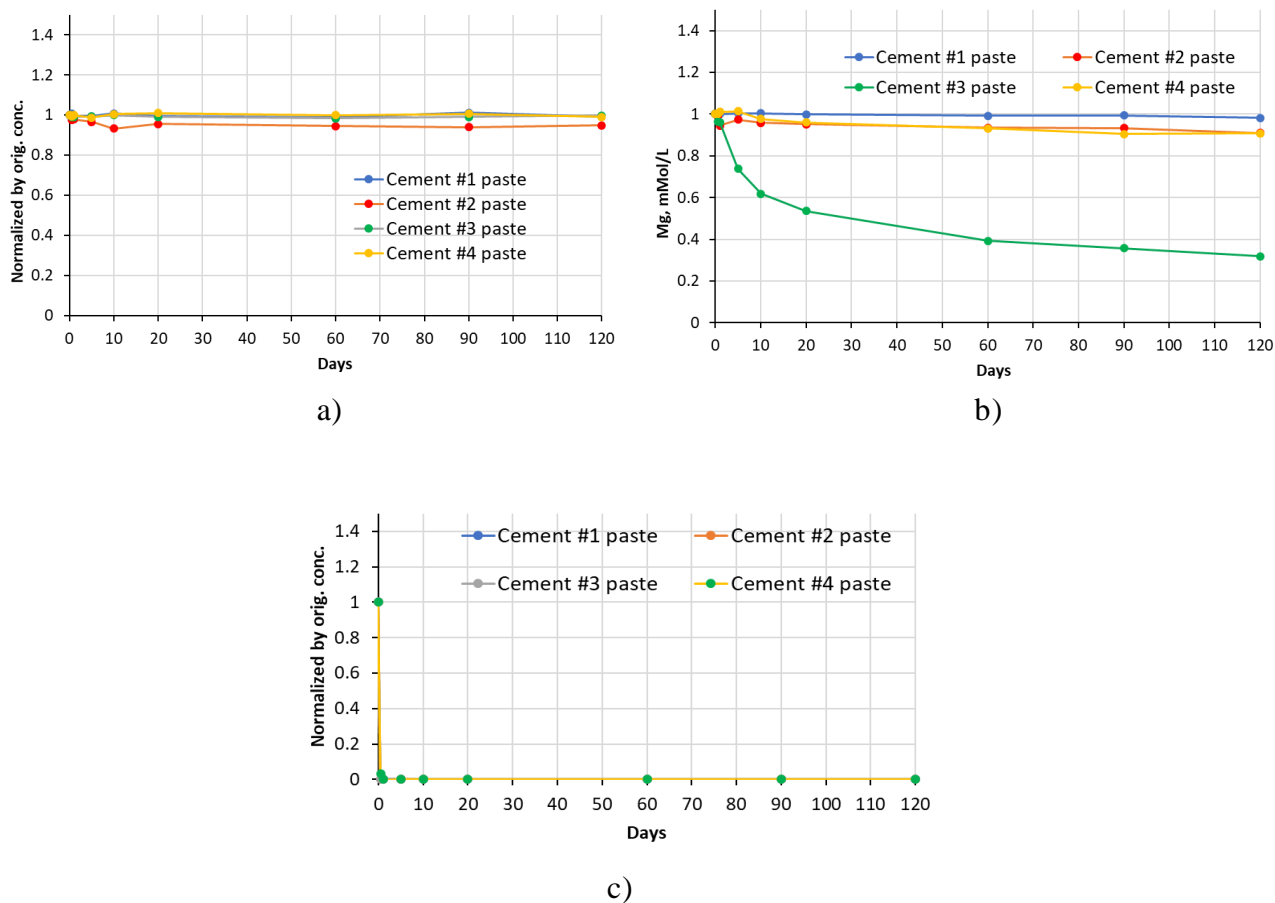 1.4
1.2
1
0.8
0.6
0.4
0.2
0
Normalized by orig. conc.
Cement #1 paste
Cement #2 paste
Cement #3 paste
Cement #4 paste
0 10 20 30 40 50 60 70 80 90 100 110 120
Days
a)
1.4
1.2
1.0
0.8
0.6
0.4
0.2
0
Mg, mMol/L
Cement #1 paste Cement #2 paste
Cement #3 paste Cement #4 paste
0 10 20 30 40 50 60 70 80 90 100 110 120
Days
b)
1.4
1.2
1
0.8
0.6
0.4
0.2
0
Normalized by orig. conc.
Cement #1 paste Cement #2 paste
Cement #3 paste Cement #4 paste
0 10 20 30 40 50 60 70 80 90 100 110 120
Days
c)